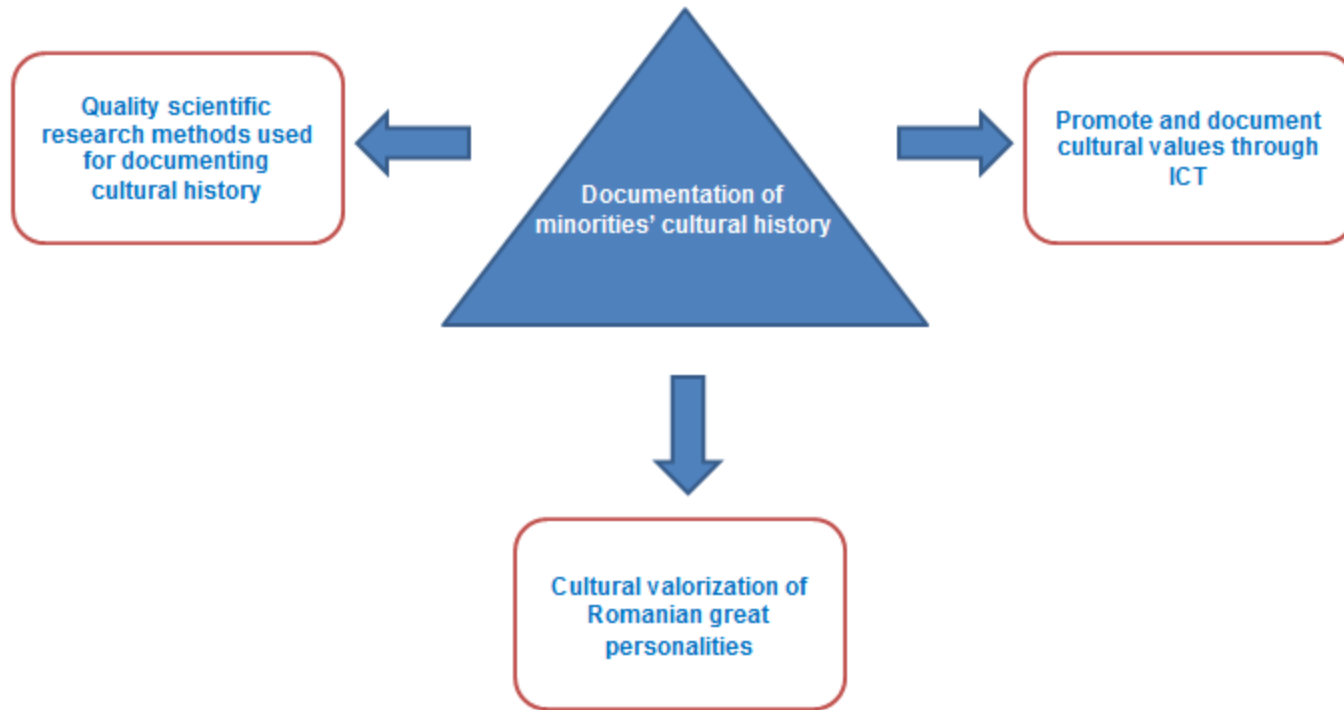 Quality scientific
research methods used
for documenting
cultural history
Documentation of
minorities’ cultural history
Promote and document
cultural values through
ICT
Cultural valorization of
Romanian great
personalities